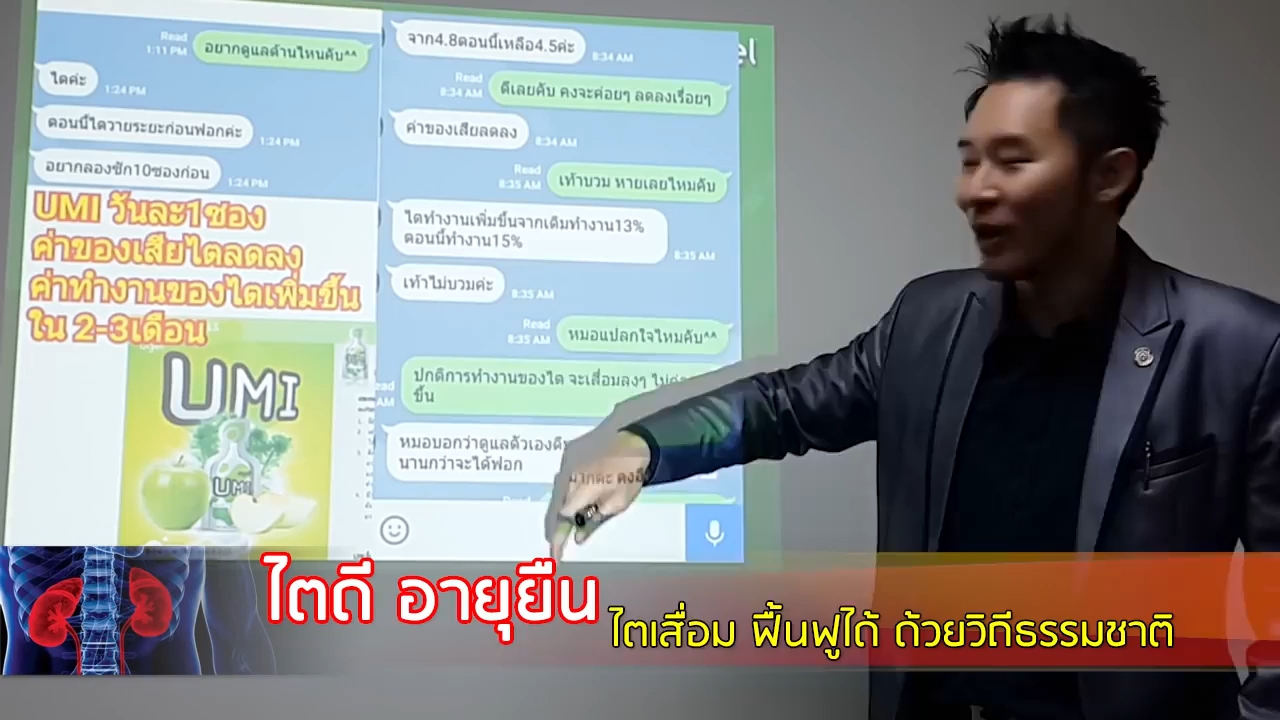 Read
1:11 PM
อยากดูแลด้านไหนคับ^^
ไตค่ะ
1:24 PM
ตอนนี้ไตวายระยะก่อนฟอกค่ะ
1:24 PM
อยากลองซัก10ซองก่อน
1:24 PM
UMI วันละ1ซอง
ค่าของเสียไตลดลง
ค่าทำงานของไตเพิ่มขึ้น
ใน 2-3เดือน
UMI
UMI
จาก4.8ตอนนี้เหลือ4.5ค่ะ
8:34 AM
Read
8:34 AM
ดีเลยคับ คงจะค่อยๆ ลดลงเรื่อยๆ
ค่าของเสียลดลง
8:34 AM
Read
8:35 AM
เท้าบวม หายเลยไหมคับ
ไตทำงานเพิ่มขึ้นจากเดิมทำงาน13%
ตอนนี้ทำงาน15%
8:35 AM
เท้าไม่บวมค่ะ
8:35 AM
Read
8:35 AM
หมอแปลกใจไหมคับ^^
ปกติการทำงานของไต จะเสื่อมลงๆ
ขึ้น
หมอบอกว่าดูแลตัวเองดี
นานกว่าจะได้ฟอก
ไตดี อายุยืน
ไตเสื่อม ฟื้นฟูได้ ด้วยวิถีธรรมชาติ